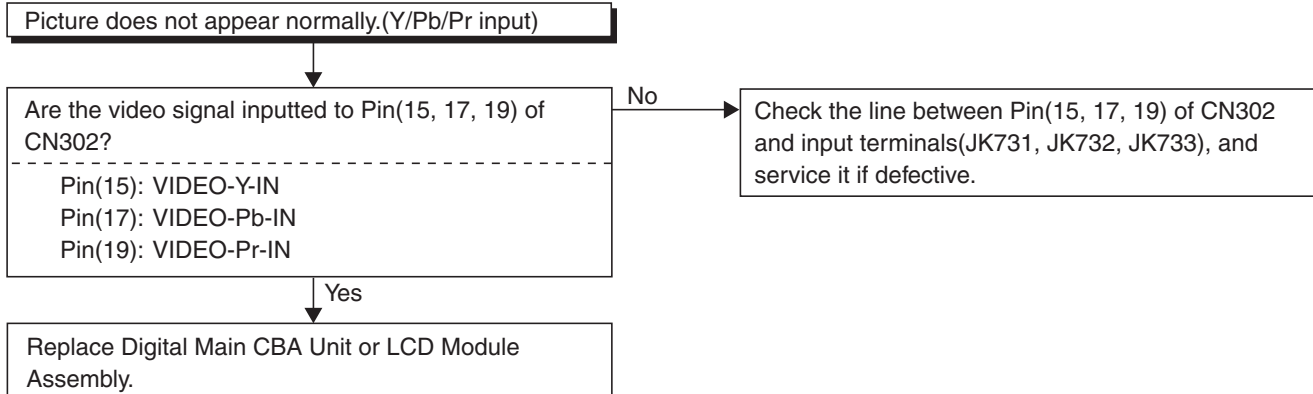 Picture does not appear normally.(Y/Pb/Pr input)
Are the video signal inputted to Pin(15, 17, 19) of
CN302?
Pin(15): VIDEO-Y-IN
Pin(17): VIDEO-Pb-IN
Pin(19): VIDEO-Pr-IN
No
Check the line between Pin(15, 17, 19) of CN302
and input terminals(JK731, JK732, JK733), and
service it if defective.
Yes
Replace Digital Main CBA Unit or LCD Module
Assembly.